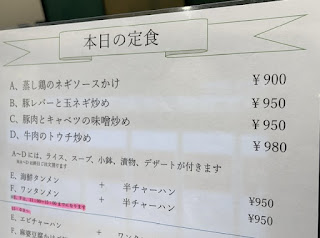 本日の定食
A、蒸し鶏のネギソースかけ ￥900
B、豚レバーと玉ネギ炒め ￥950
C、豚肉とキャベツの味噌炒め ￥950
D、牛肉のトウチ炒め ￥980
A～Dには、ライス、スープ、小鉢、漬物、デザートが付きます
E、海鮮タンメン + 半チャーハン ¥950
F、ワンタンメン + 半チャーハン ¥950
E、エビチャーハン